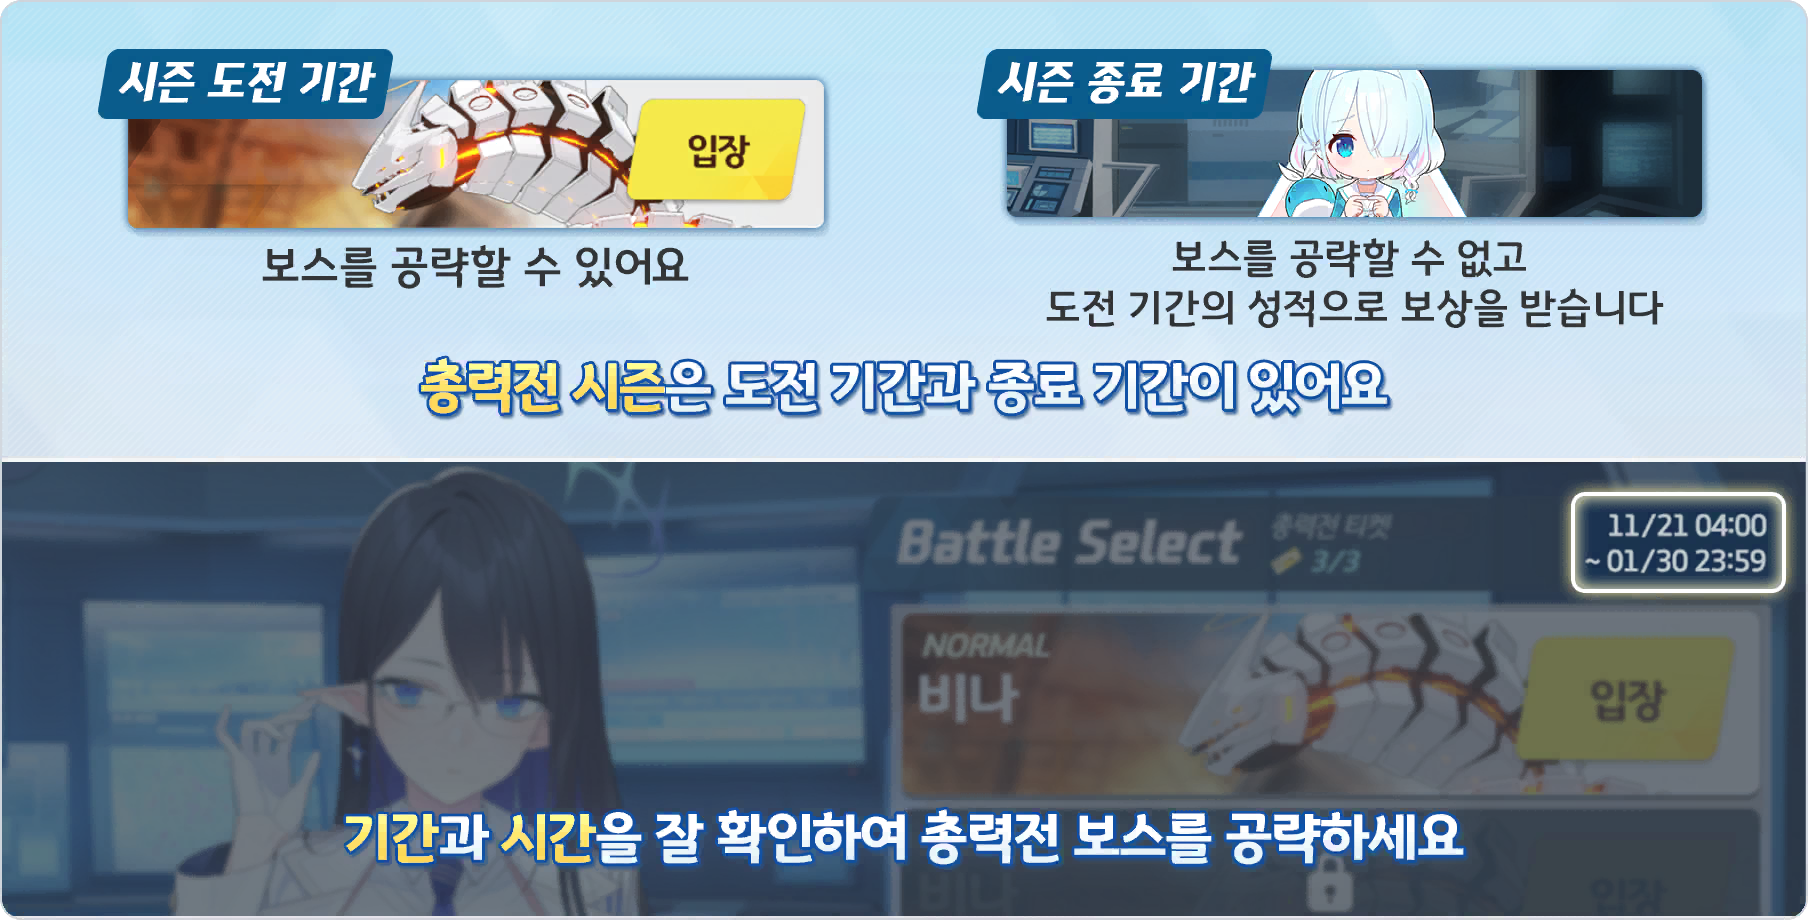 시즌 도전 기간
입장
보스를 공략할 수 있어요
시즌 종료 기간
보스를 공략할 수 없고
도전 기간의 성적으로 보상을 받습니다
총력전 시즌은 도전 기간과 종료 기간이 있어요
Battle Select
총력전 티켓
3/3
11/21 04:00
~ 01/30 23:59
NORMAL
비나
입장
기간과 시간을 잘 확인하여 총력전 보스를 공략하세요
비나
입장